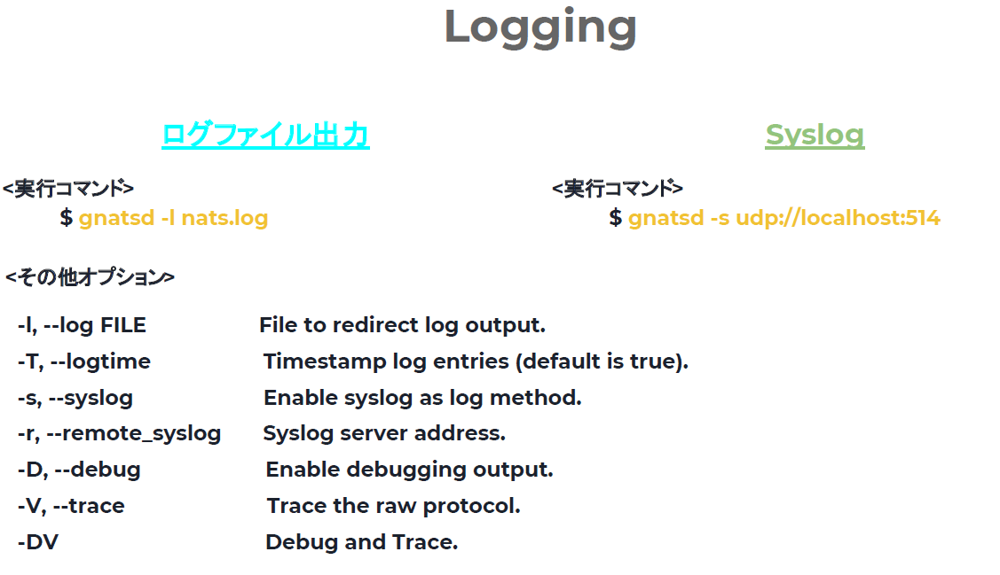 Logging
ログファイル出力
<実行コマンド>
$ gnatsd -l nats.log
Syslog
<実行コマンド>
$ gnatsd -s udp://localhost:514
<その他オプション>
-l, --log FILE File to redirect log output.
-T, --logtime Timestamp log entries (default is true).
-s, --syslog Enable syslog as log method.
-r, --remote_syslog Syslog server address.
-D, --debug Enable debugging output.
-V, --trace Trace the raw protocol.
-DV Debug and Trace.